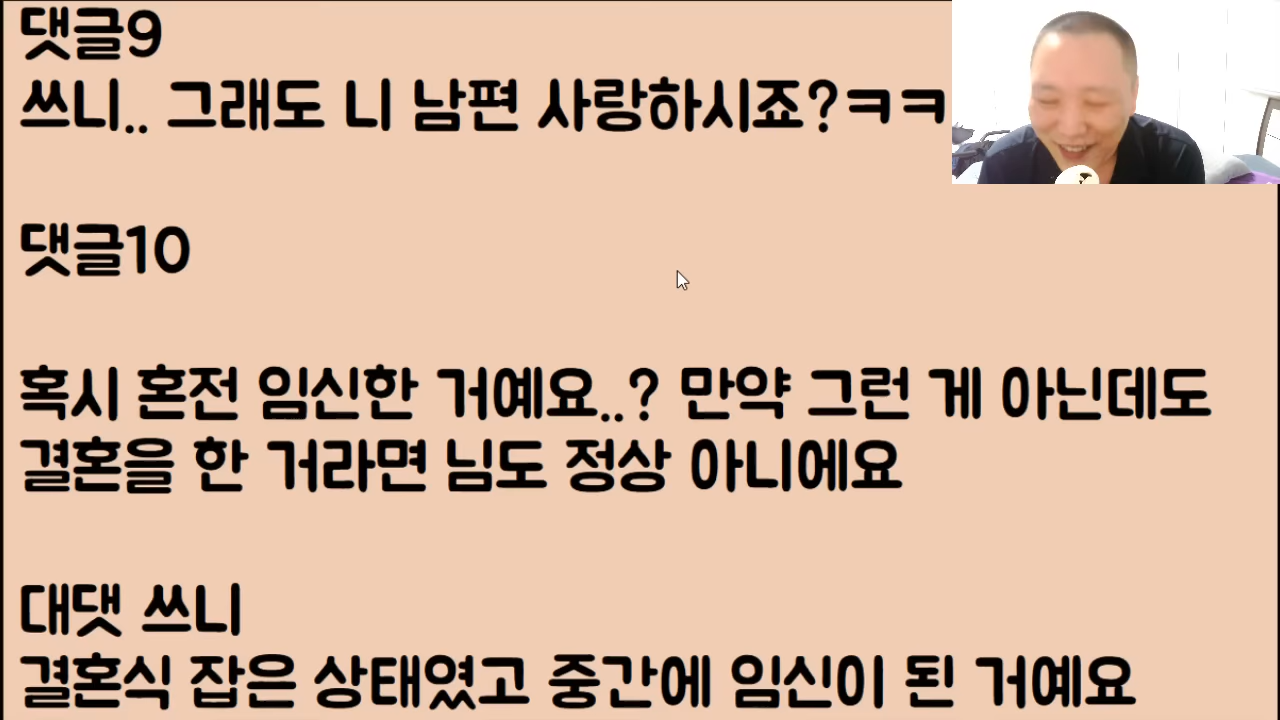 댓글9
쓰니.. 그래도 니 남편 사랑하시죠?ㅋㅋ
댓글10
혹시 혼전 임신한 거예요..? 만약 그런 게 아닌데도
결혼을 한 거라면 님도 정상 아니에요
대댓 쓰니
결혼식 잡은 상태였고 중간에 임신이 된 거예요